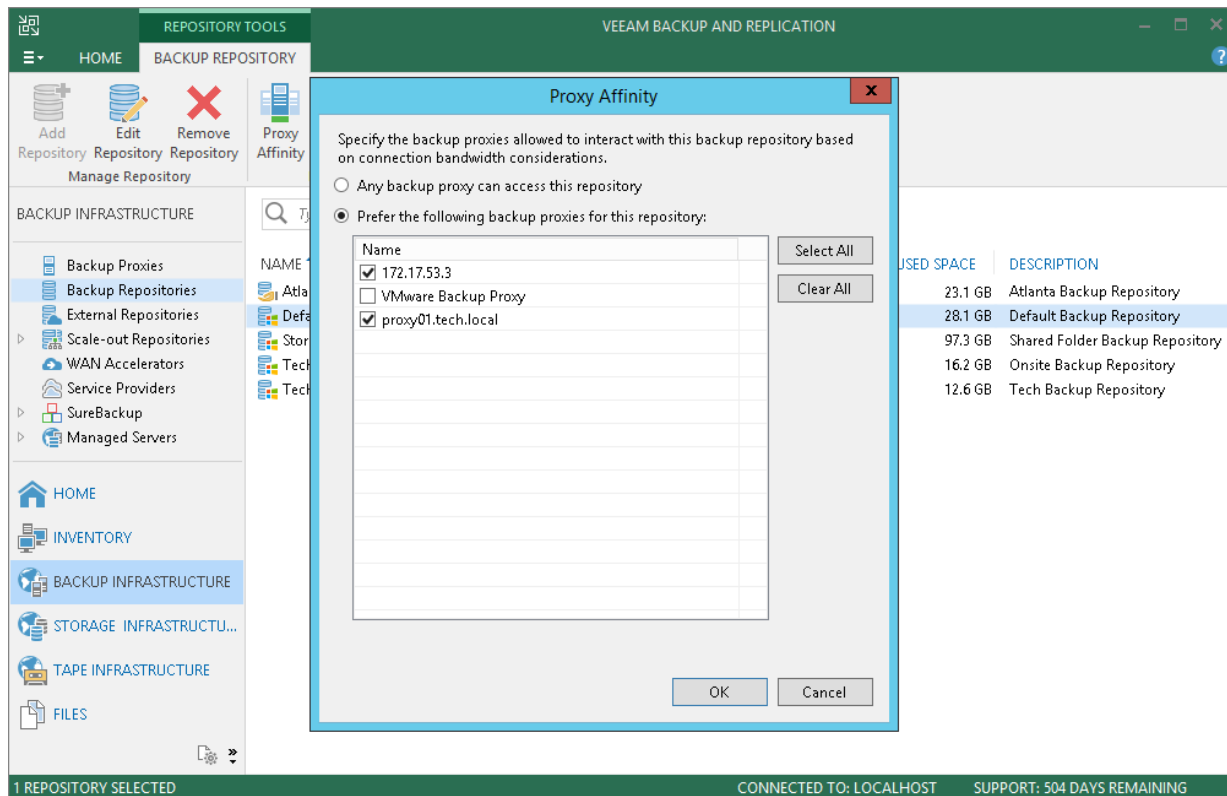 REPOSITORY TOOLS
VEEAM BACKUP AND REPLICATION
HOME
BACKUP REPOSITORY
?
Add
Repository
Edit
Repository
Remove
Repository
Proxy
Affinity
Manage Repository
Proxy Affinity
x
Specify the backup proxies allowed to interact with this backup repository based
on connection bandwidth considerations.
Any backup proxy can access this repository
Prefer the following backup proxies for this repository:
Name
172.17.53.3
VMware Backup Proxy
proxy01.tech.local
Select All
Clear All
OK
Cancel
BACKUP INFRASTRUCTURE
Backup Proxies
Backup Repositories
External Repositories
Scale-out Repositories
WAN Accelerators
Service Providers
SureBackup
Managed Servers
HOME
INVENTORY
BACKUP INFRASTRUCTURE
STORAGE INFRASTRUCTU...
TAPE INFRASTRUCTURE
FILES
NAME
USED SPACE
DESCRIPTION
Atla
23.1 GB
Atlanta Backup Repository
Defa
28.1 GB
Default Backup Repository
Stor
97.3 GB
Shared Folder Backup Repository
Tech
16.2 GB
Onsite Backup Repository
Tech
12.6 GB
Tech Backup Repository
1 REPOSITORY SELECTED
CONNECTED TO: LOCALHOST
SUPPORT: 504 DAYS REMAINING